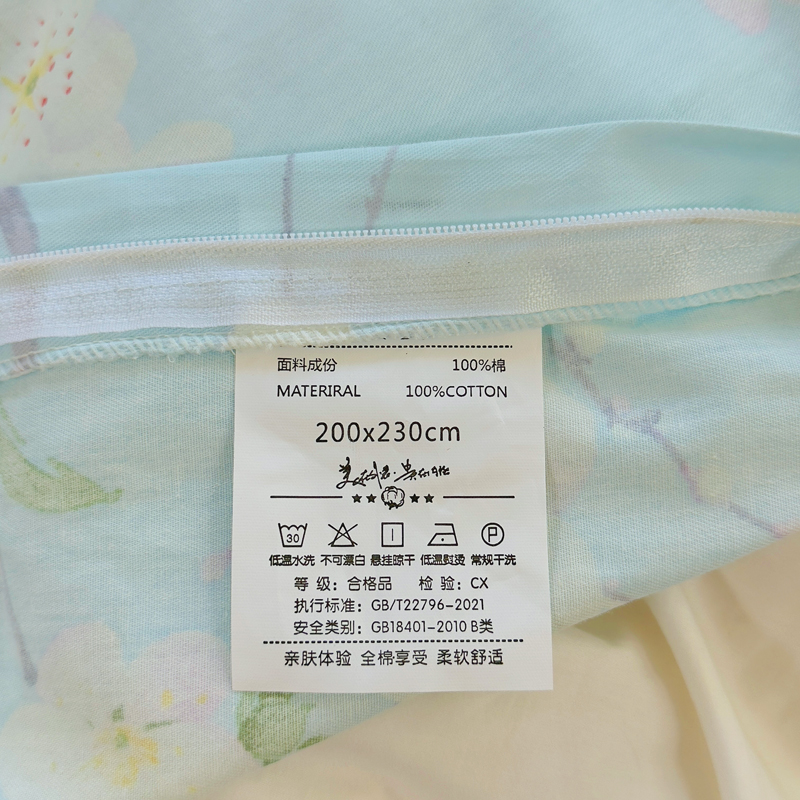 面料成份 100%棉
MATERIRAL 100%COTTON
200x230cm
30 P
低温水洗 不可漂白 悬挂晾干 低温熨烫 常规干洗
等 级：合格品 检 验：CX
执行标准：GB/T22796-2021
安全类别：GB18401-2010 B类
亲肤体验 全棉享受 柔软舒适